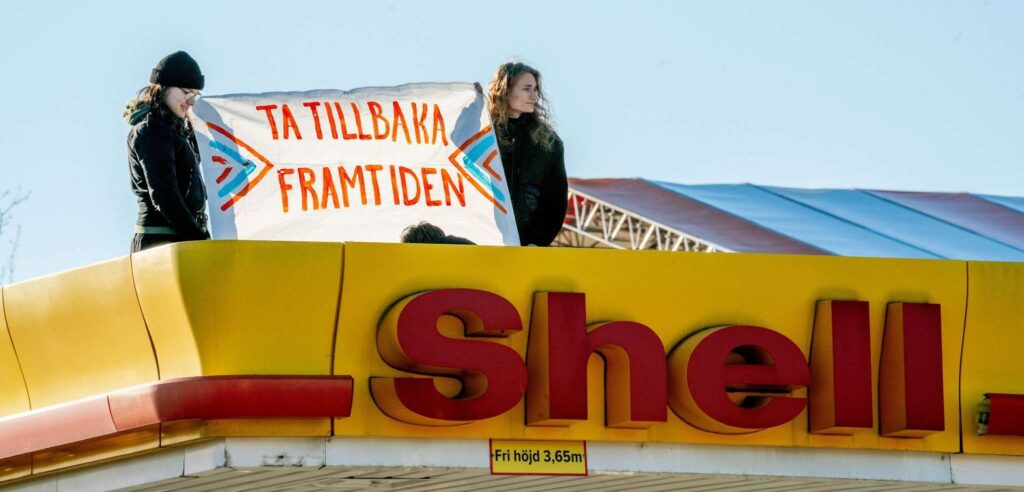 TA TILLBAKA
FRAMTIDEN
Shell
Fri höjd 3,65m